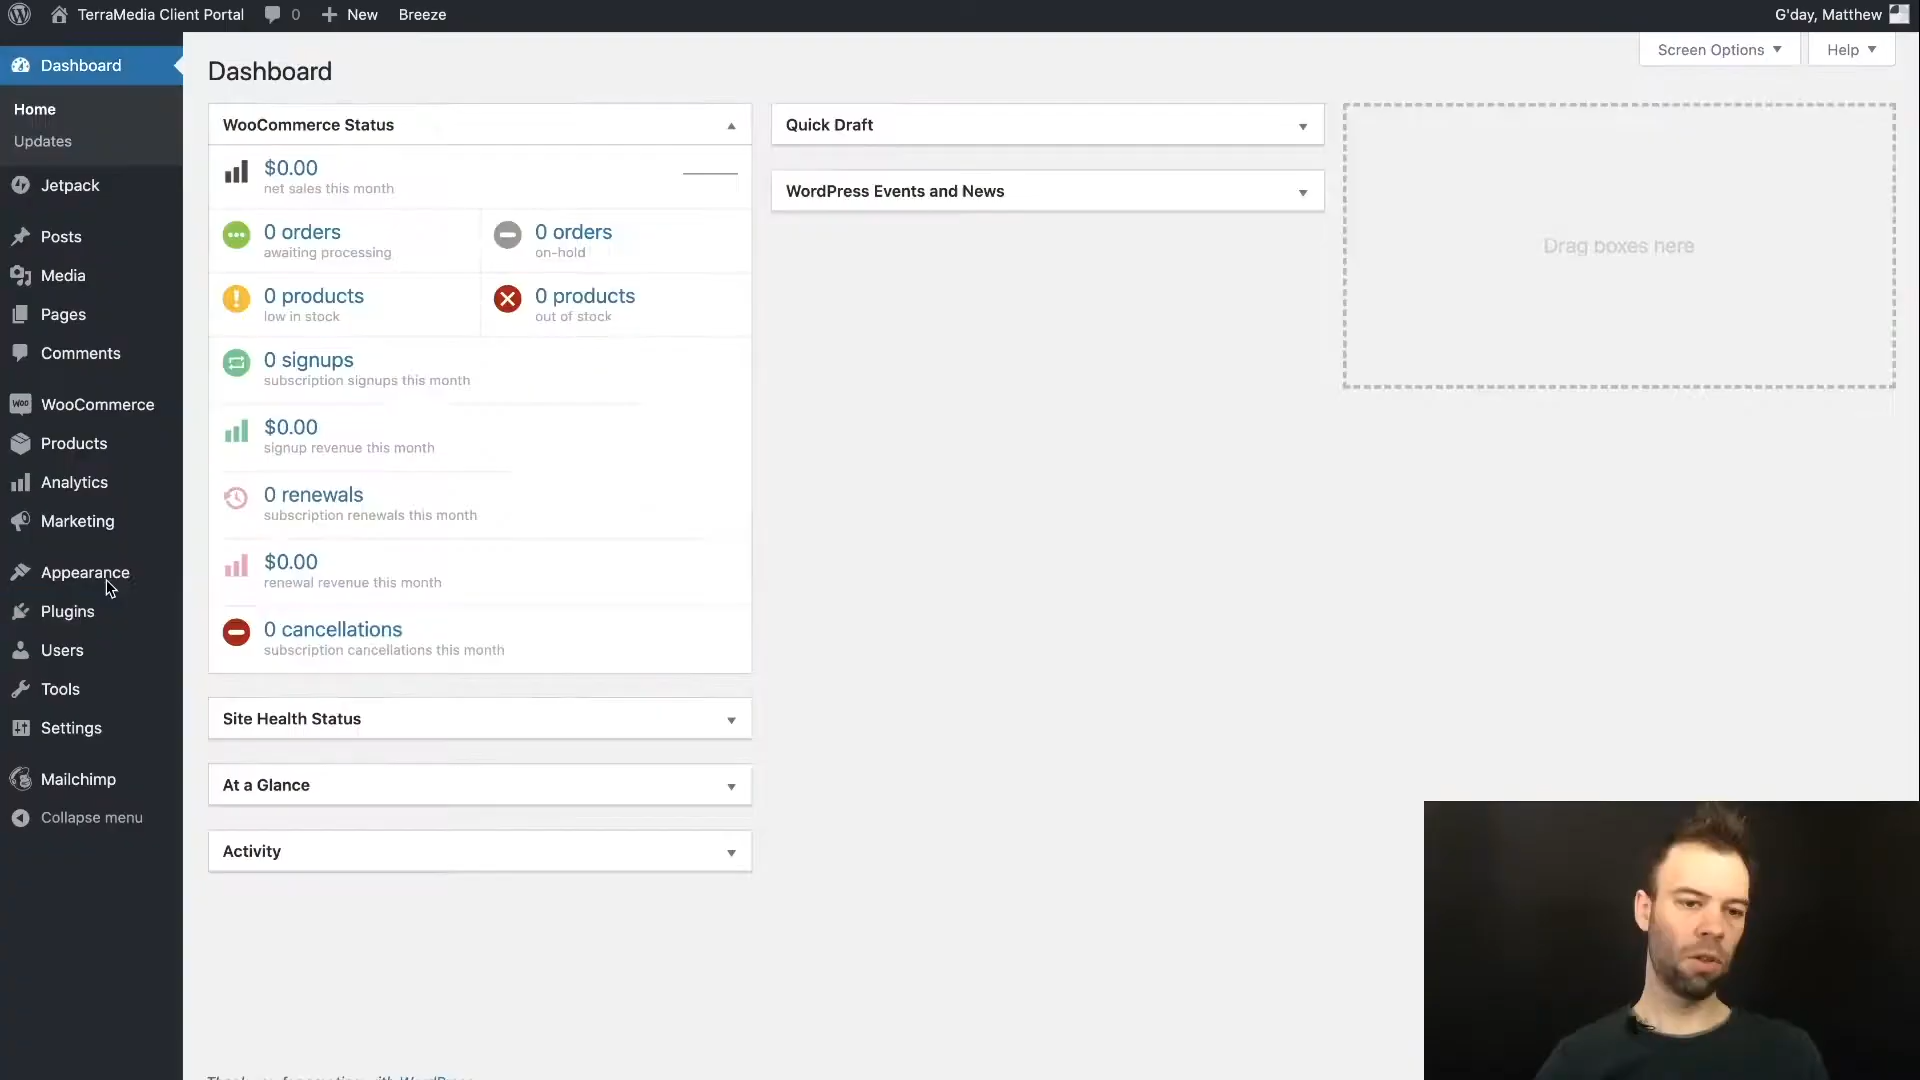 TerraMedia Client Portal 0 New Breeze G'day, Matthew
Screen Options Help
Dashboard
Home
Updates
Jetpack
Posts
Media
Pages
Comments
WooCommerce
Products
Analytics
Marketing
Appearance
Plugins
Users
Tools
Settings
Mailchimp
Collapse menu
Dashboard
WooCommerce Status
$0.00
net sales this month
0 orders
awaiting processing
0 orders
on-hold
0 products
low in stock
0 products
out of stock
0 signups
subscription signups this month
$0.00
signup revenue this month
0 renewals
subscription renewals this month
$0.00
renewal revenue this month
0 cancellations
subscription cancellations this month
Site Health Status
At a Glance
Activity
Quick Draft
WordPress Events and News
Drag boxes here